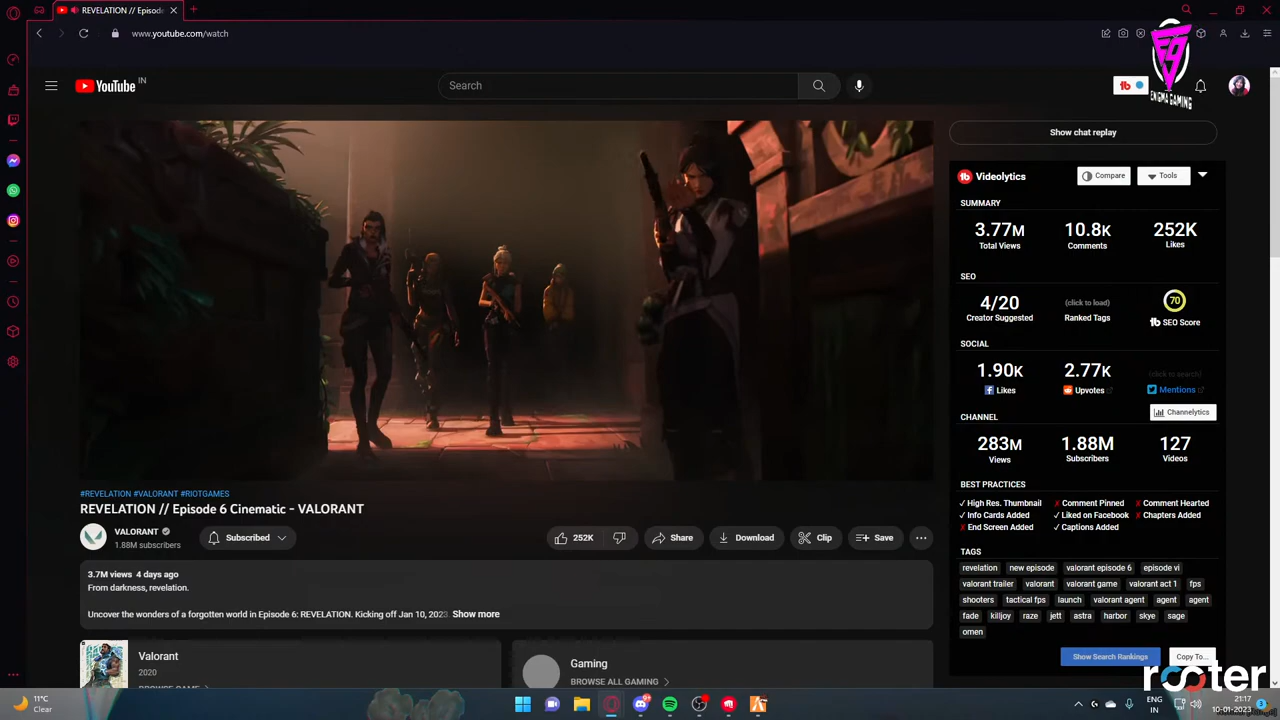 REVELATION // Episode
www.youtube.com/watch
ENIGMA GAMING
YouTube IN
Search
Show chat replay
Videolytics
Compare
Tools
SUMMARY
3.77M 10.8K 252K
Total Views Comments Likes
SEO
4/20 (click to load) 70
Creator Suggested Ranked Tags SEO Score
SOCIAL
1.90K 2.77K (click to search)
Likes Upvotes Mentions
Channelytics
CHANNEL
283M 1.88M 127
Views Subscribers Videos
BEST PRACTICES
✓ High Res. Thumbnail ✗ Comment Pinned ✗ Comment Hearted
✓ Info Cards Added ✓ Liked on Facebook ✗ Chapters Added
✗ End Screen Added ✓ Captions Added
TAGS
revelation new episode valorant episode 6 episode vi
valorant trailer valorant valorant game valorant act 1 fps
shooters tactical fps launch valorant agent agent agent
fade killjoy raze jett astra harbor skye sage
omen
Show Search Rankings Copy To...
#REVELATION #VALORANT #RIOTGAMES
REVELATION // Episode 6 Cinematic - VALORANT
VALORANT
1.88M subscribers
Subscribed
252K
Share
Download
Clip
Save
3.7M views 4 days ago
From darkness, revelation.
Uncover the wonders of a forgotten world in Episode 6: REVELATION. Kicking off Jan 10, 2023 Show more
Valorant
2020
BROWSE GAME
Gaming
BROWSE ALL GAMING
rooter
11°C
Clear
ENG
IN
21:17
10-01-2023